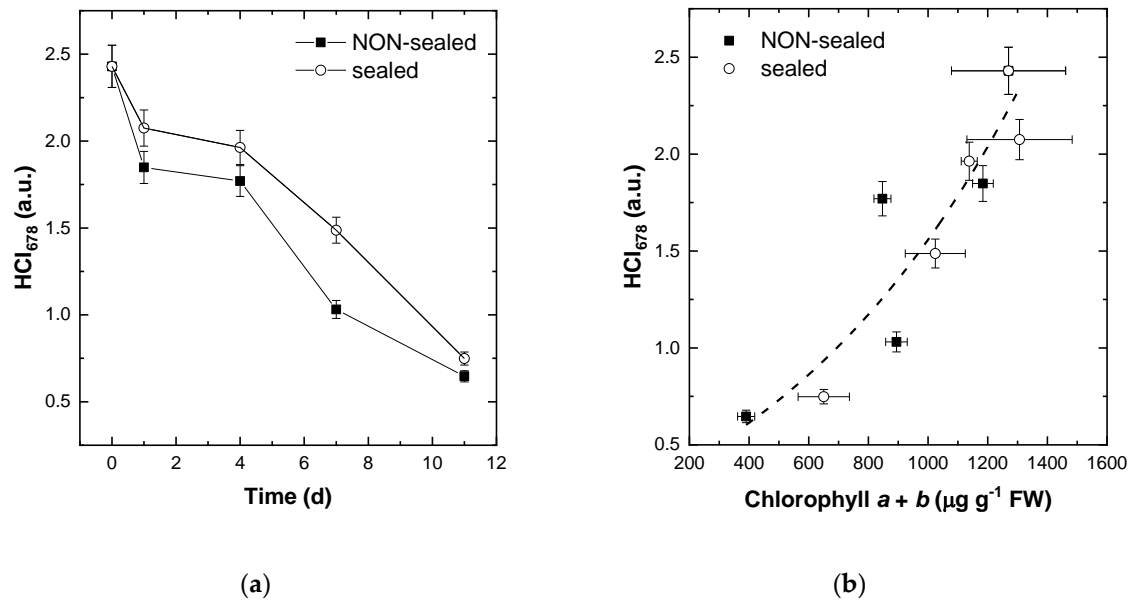 NON-sealed
sealed
2.5
2.0
1.5
1.0
0.5
HCI₆₇₈ (a.u.)
0 2 4 6 8 10 12
Time (d)
(a)
NON-sealed
sealed
2.5
2.0
1.5
1.0
0.5
HCI₆₇₈ (a.u.)
200 400 600 800 1000 1200 1400 1600
Chlorophyll a + b (μg g⁻¹ FW)
(b)